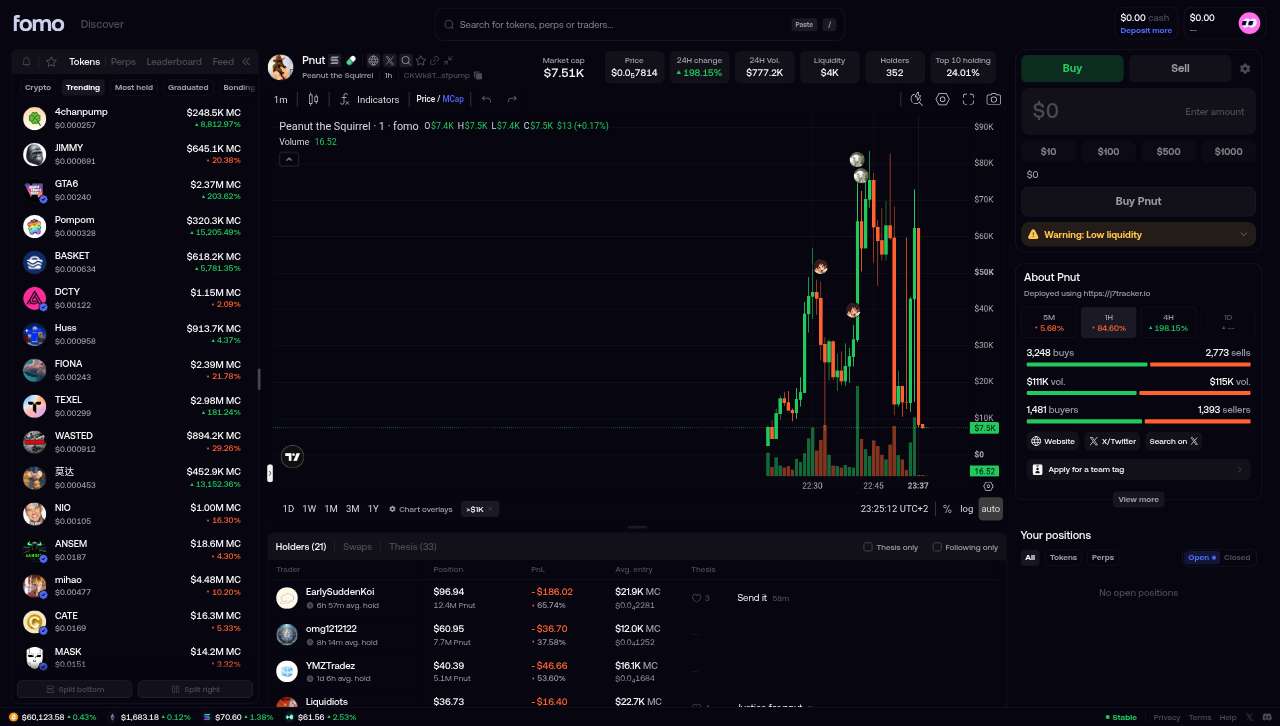 fomo
Discover
Search for tokens, perps or traders...
Paste
/
$0.00 cash
Deposit more
$0.00
—
Tokens
Perps
Leaderboard
Feed
Crypto
Trending
Most held
Graduated
Bonding
4chanpump $248.5K MC
$0.000257 8,812.97%
JIMMY $645.1K MC
$0.000691 20.38%
GTA6 $2.37M MC
$0.00240 203.62%
Pompom $320.3K MC
$0.000328 15,205.49%
BASKET $618.2K MC
$0.000634 5,781.35%
DCTY $1.15M MC
$0.00122 2.09%
Huss $913.7K MC
$0.000958 4.37%
FIONA $2.39M MC
$0.00243 21.78%
TEXEL $2.98M MC
$0.00299 181.24%
WASTED $894.2K MC
$0.000912 29.26%
莫达 $452.9K MC
$0.000453 13,152.36%
NIO $1.00M MC
$0.00105 16.30%
ANSEM $18.6M MC
$0.0187 4.30%
mihao $4.48M MC
$0.00477 10.20%
CATE $16.3M MC
$0.0169 5.33%
MASK $14.2M MC
$0.0151 3.32%
Split bottom
Split right
Pnut
Peanut the Squirrel
1h
Market cap
$7.51K
Price
$0.0₅7814
24H change
198.15%
24H Vol.
$777.2K
Liquidity
$4K
Holders
352
Top 10 holding
24.01%
1m
Indicators
Price / MCap
Peanut the Squirrel · 1 · fomo O$7.4K H$7.5K L$7.4K C$7.5K $13 (+0.17%)
Volume 16.52
$90K
$80K
$70K
$60K
$50K
$40K
$30K
$20K
$10K
$7.5K
$0
16.52
22:30
22:45
23:37
1D
1W
1M
3M
1Y
Chart overlays
>$1K
23:25:12 UTC+2
%
log
auto
Holders (21)
Swaps
Thesis (33)
Thesis only
Following only
Trader
Position
PnL
Avg. entry
Thesis
EarlySuddenKoi $96.94 -$186.02 $21.9K MC
6h 57m avg. hold 12.4M Pnut 65.74% $0.0₄2281
3
Send it 58m
omg1212122 $60.95 -$36.70 $12.0K MC
8h 14m avg. hold 7.7M Pnut 37.58% $0.0₄1252
YMZTradez $40.39 -$46.66 $16.1K MC
1d 6h avg. hold 5.1M Pnut 53.60% $0.0₄1684
Liquidiots $36.73 -$16.40 $22.7K MC
Buy
Sell
$0
Enter amount
$10
$100
$500
$1000
$0
Buy Pnut
Warning: Low liquidity
About Pnut
Deployed using https://j7tracker.io
5M
5.68%
1H
84.60%
4H
198.15%
1D
--
3,248 buys 2,773 sells
$111K vol. $115K vol.
1,481 buyers 1,393 sellers
Website
X/Twitter
Search on X
Apply for a team tag
View more
Your positions
All
Tokens
Perps
Open
Closed
No open positions
$60,123.58 0.43%
$1,683.18 0.12%
$70.60 1.38%
$61.56 2.53%
Stable
Privacy
Terms
Help